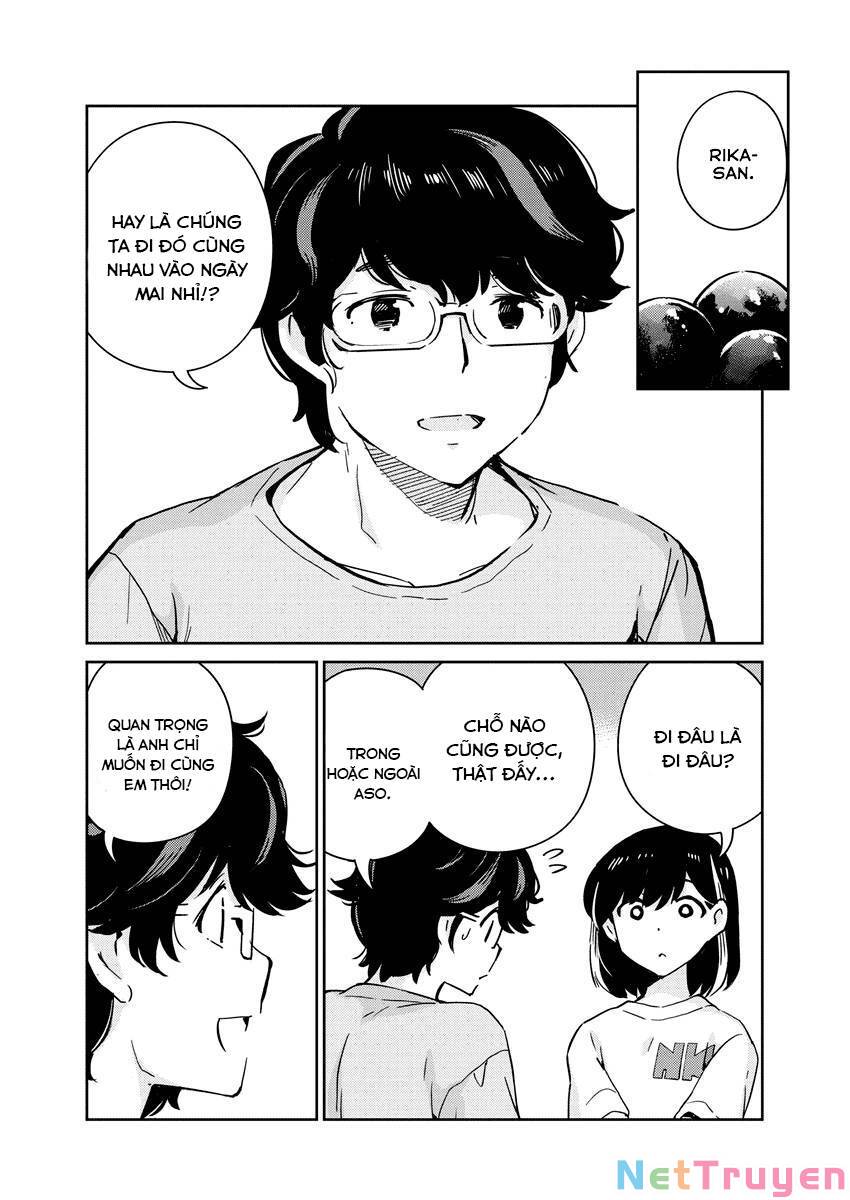 RIKA-
SAN.
HAY LÀ CHÚNG
TA ĐI ĐÓ CÙNG
NHAU VÀO NGÀY
MAI NHỈ!?
ĐI ĐÂU LÀ
ĐI ĐÂU?
CHỖ NÀO
CŨNG ĐƯỢC,
THẬT ĐẤY...
TRONG
HOẶC NGOÀI
ASO.
QUAN TRỌNG
LÀ ANH CHỈ
MUỐN ĐI CÙNG
EM THÔI!
NetTruyen